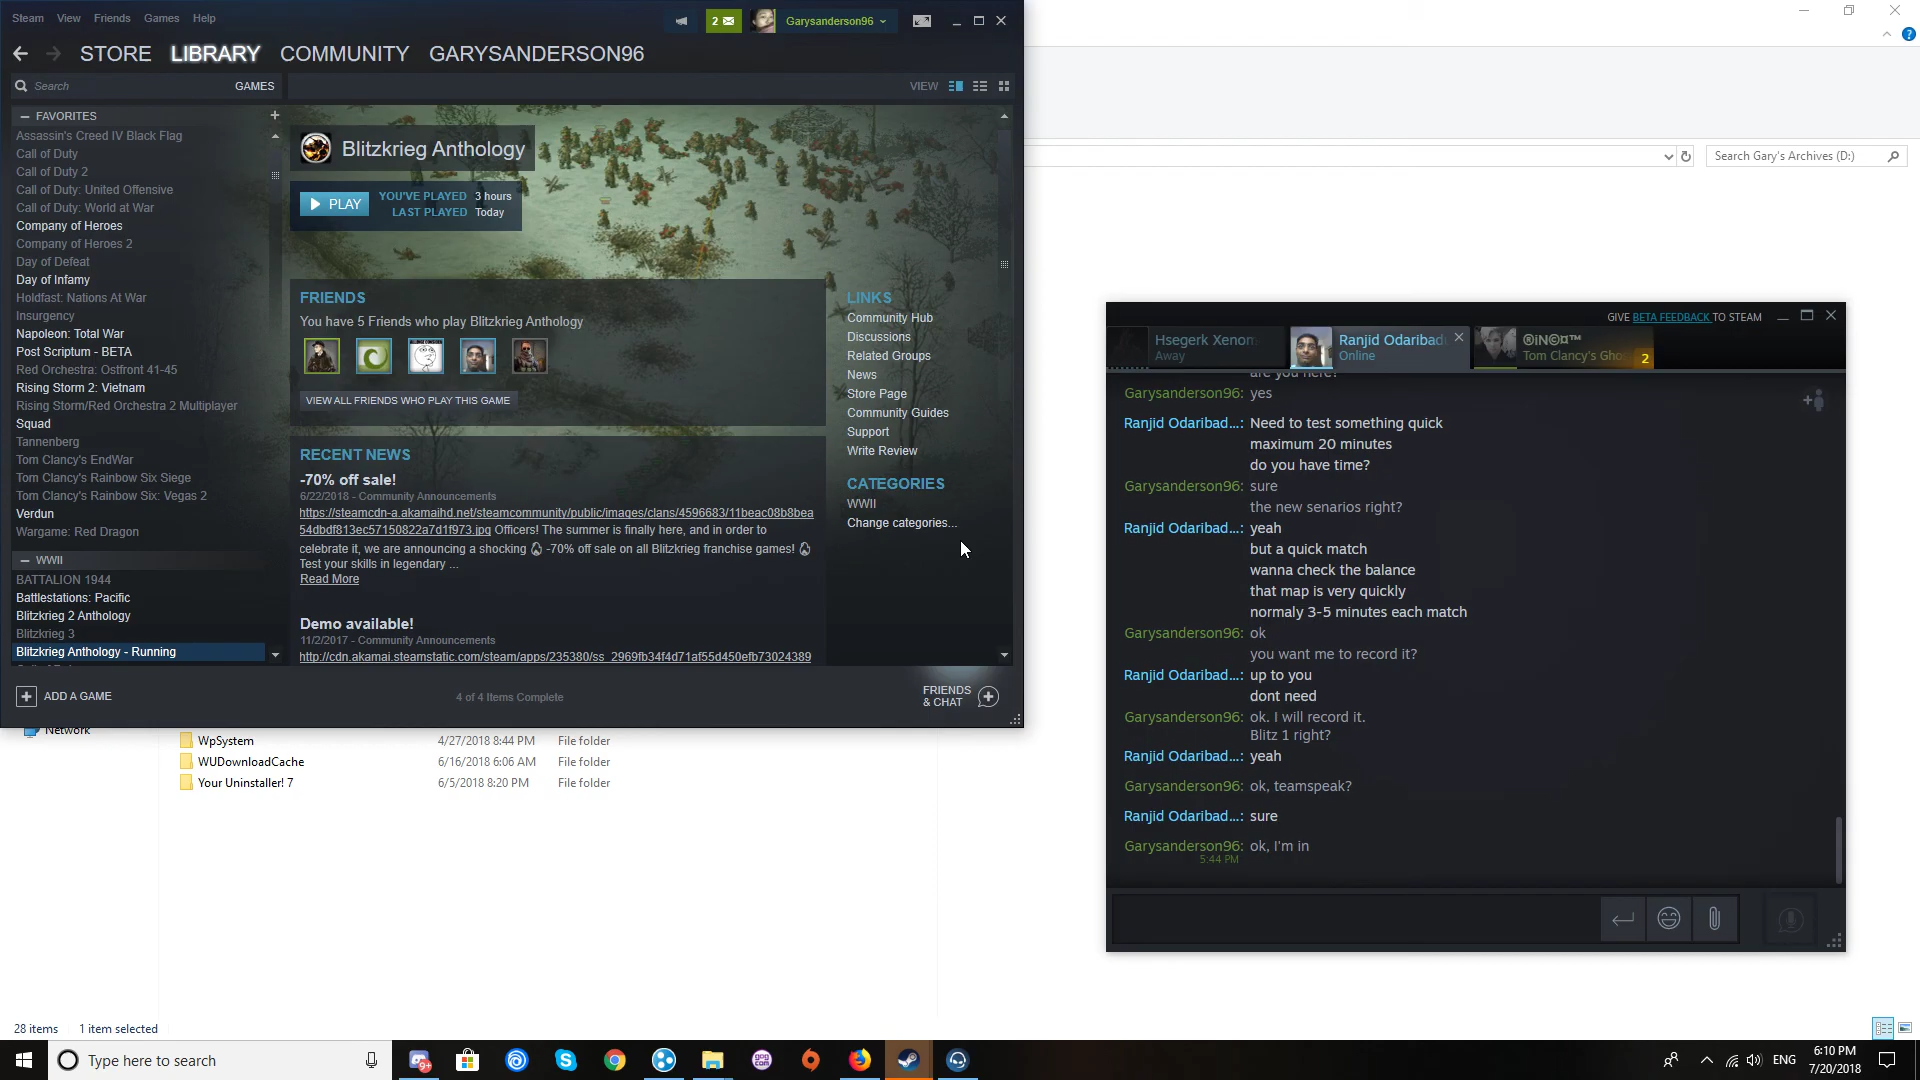 Steam View Friends Games Help
2 Garysanderson96
STORE LIBRARY COMMUNITY GARYSANDERSON96
Search GAMES VIEW
— FAVORITES +
Assassin's Creed IV Black Flag
Call of Duty
Call of Duty 2
Call of Duty: United Offensive
Call of Duty: World at War
Company of Heroes
Company of Heroes 2
Day of Defeat
Day of Infamy
Holdfast: Nations At War
Insurgency
Napoleon: Total War
Post Scriptum - BETA
Red Orchestra: Ostfront 41-45
Rising Storm 2: Vietnam
Rising Storm/Red Orchestra 2 Multiplayer
Squad
Tannenberg
Tom Clancy's EndWar
Tom Clancy's Rainbow Six Siege
Tom Clancy's Rainbow Six: Vegas 2
Verdun
Wargame: Red Dragon
— WWII
BATTALION 1944
Battlestations: Pacific
Blitzkrieg 2 Anthology
Blitzkrieg 3
Blitzkrieg Anthology - Running
Blitzkrieg Anthology
PLAY
YOU'VE PLAYED 3 hours
LAST PLAYED Today
FRIENDS
You have 5 Friends who play Blitzkrieg Anthology
VIEW ALL FRIENDS WHO PLAY THIS GAME
RECENT NEWS
-70% off sale!
6/22/2018 - Community Announcements
https://steamcdn-a.akamaihd.net/steamcommunity/public/images/clans/4596683/11beac08b8bea
54dbdf813ec57150822a7d1f973.jpg Officers! The summer is finally here, and in order to
celebrate it, we are announcing a shocking -70% off sale on all Blitzkrieg franchise games!
Test your skills in legendary ...
Read More
Demo available!
11/2/2017 - Community Announcements
http://cdn.akamai.steamstatic.com/steam/apps/235380/ss_2969fb34f4d71af55d450efb73024389
LINKS
Community Hub
Discussions
Related Groups
News
Store Page
Community Guides
Support
Write Review
CATEGORIES
WWII
Change categories...
+ ADD A GAME
4 of 4 Items Complete
FRIENDS
& CHAT
Network
WpSystem 4/27/2018 8:44 PM File folder
WUDownloadCache 6/16/2018 6:06 AM File folder
Your Uninstaller! 7 6/5/2018 8:20 PM File folder
28 items 1 item selected
Search Gary's Archives (D:)
GIVE BETA FEEDBACK TO STEAM
Hsegerk Xenom
Away
Ranjid Odaribad
Online
®iN©¤™
Tom Clancy's Gho 2
are you here?
Garysanderson96: yes
Ranjid Odaribad...: Need to test something quick
maximum 20 minutes
do you have time?
Garysanderson96: sure
the new senarios right?
Ranjid Odaribad...: yeah
but a quick match
wanna check the balance
that map is very quickly
normaly 3-5 minutes each match
Garysanderson96: ok
you want me to record it?
Ranjid Odaribad...: up to you
dont need
Garysanderson96: ok. I will record it.
Blitz 1 right?
Ranjid Odaribad...: yeah
Garysanderson96: ok, teamspeak?
Ranjid Odaribad...: sure
Garysanderson96: ok, I'm in
5:44 PM
Type here to search
9+
gog
com
ENG
6:10 PM
7/20/2018